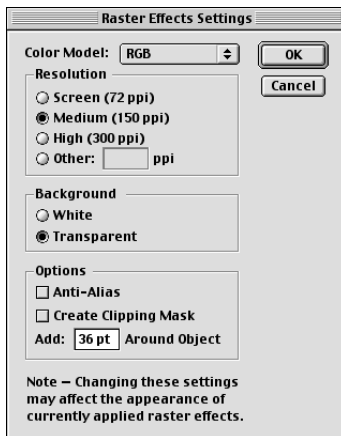 Raster Effects Settings
Color Model: RGB
OK
Cancel
Resolution
Screen (72 ppi)
Medium (150 ppi)
High (300 ppi)
Other: ppi
Background
White
Transparent
Options
Anti-Alias
Create Clipping Mask
Add: 36 pt Around Object
Note – Changing these settings
may affect the appearance of
currently applied raster effects.